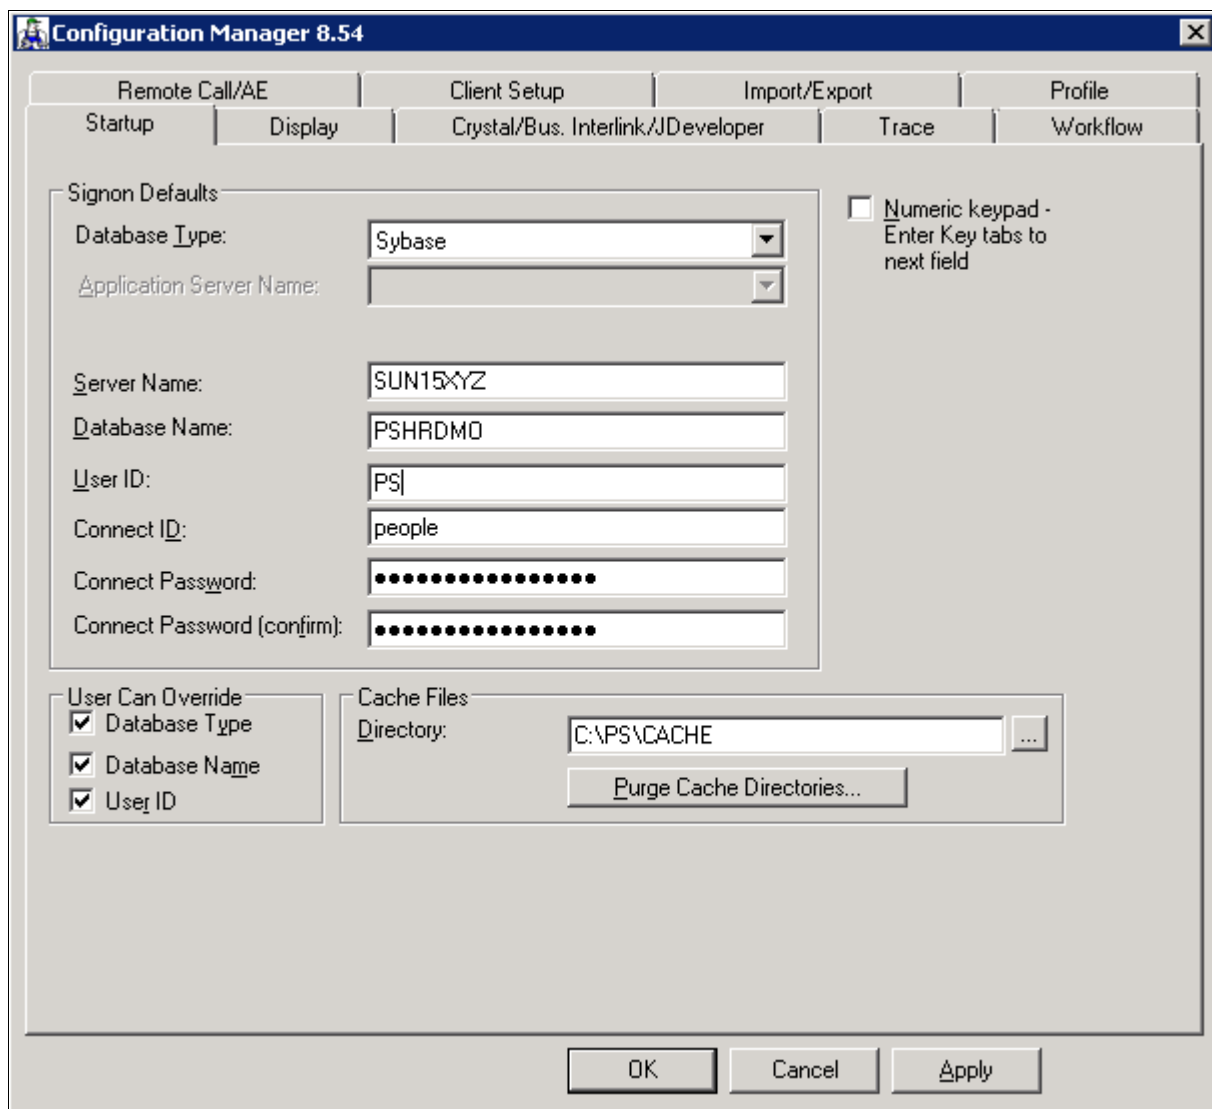 Configuration Manager 8.54
Remote Call/AE Client Setup Import/Export Profile
Startup Display Crystal/Bus. Interlink/JDeveloper Trace Workflow
Signon Defaults
Database Type: Sybase
Application Server Name:
Server Name: SUN15XYZ
Database Name: PSHRDMO
User ID: PS
Connect ID: people
Connect Password: ●●●●●●●●●●●●●●●●
Connect Password (confirm): ●●●●●●●●●●●●●●●●
Numeric keypad -
Enter Key tabs to
next field
User Can Override
Database Type
Database Name
User ID
Cache Files
Directory: C:\PS\CACHE ...
Purge Cache Directories...
OK Cancel Apply